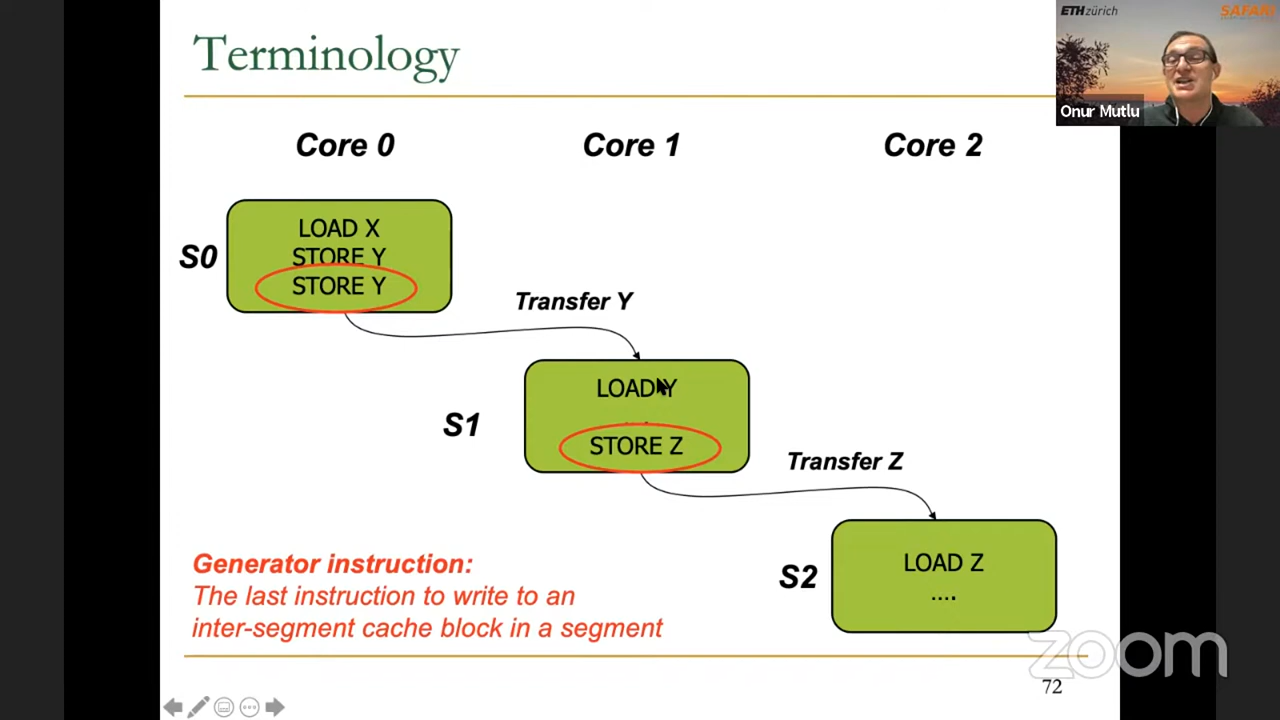 Terminology
ETH zürich
SAFARI
Onur Mutlu
Core 0
Core 1
Core 2
S0
LOAD X
STORE Y
STORE Y
Transfer Y
S1
LOAD Y
....
STORE Z
Transfer Z
S2
LOAD Z
....
Generator instruction:
The last instruction to write to an
inter-segment cache block in a segment
zoom
72